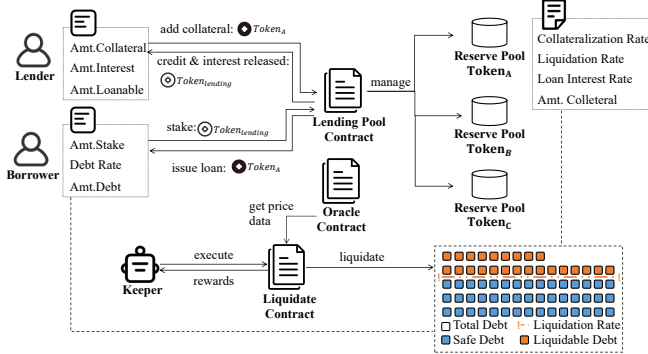 add collateral: Token_A
Amt.Collateral
Amt.Interest
Amt.Loanable
Lender
credit & interest released:
Token_lending
Amt.Stake
Debt Rate
Amt.Debt
Borrower
stake: Token_lending
issue loan: Token_A
Lending Pool
Contract
manage
Reserve Pool
Token_A
Reserve Pool
Token_B
Reserve Pool
Token_C
Collateralization Rate
Liquidation Rate
Loan Interest Rate
Amt. Colleteral
get price
data
Oracle
Contract
Keeper
execute
rewards
Liquidate
Contract
liquidate
Total Debt
Liquidation Rate
Safe Debt
Liquidable Debt